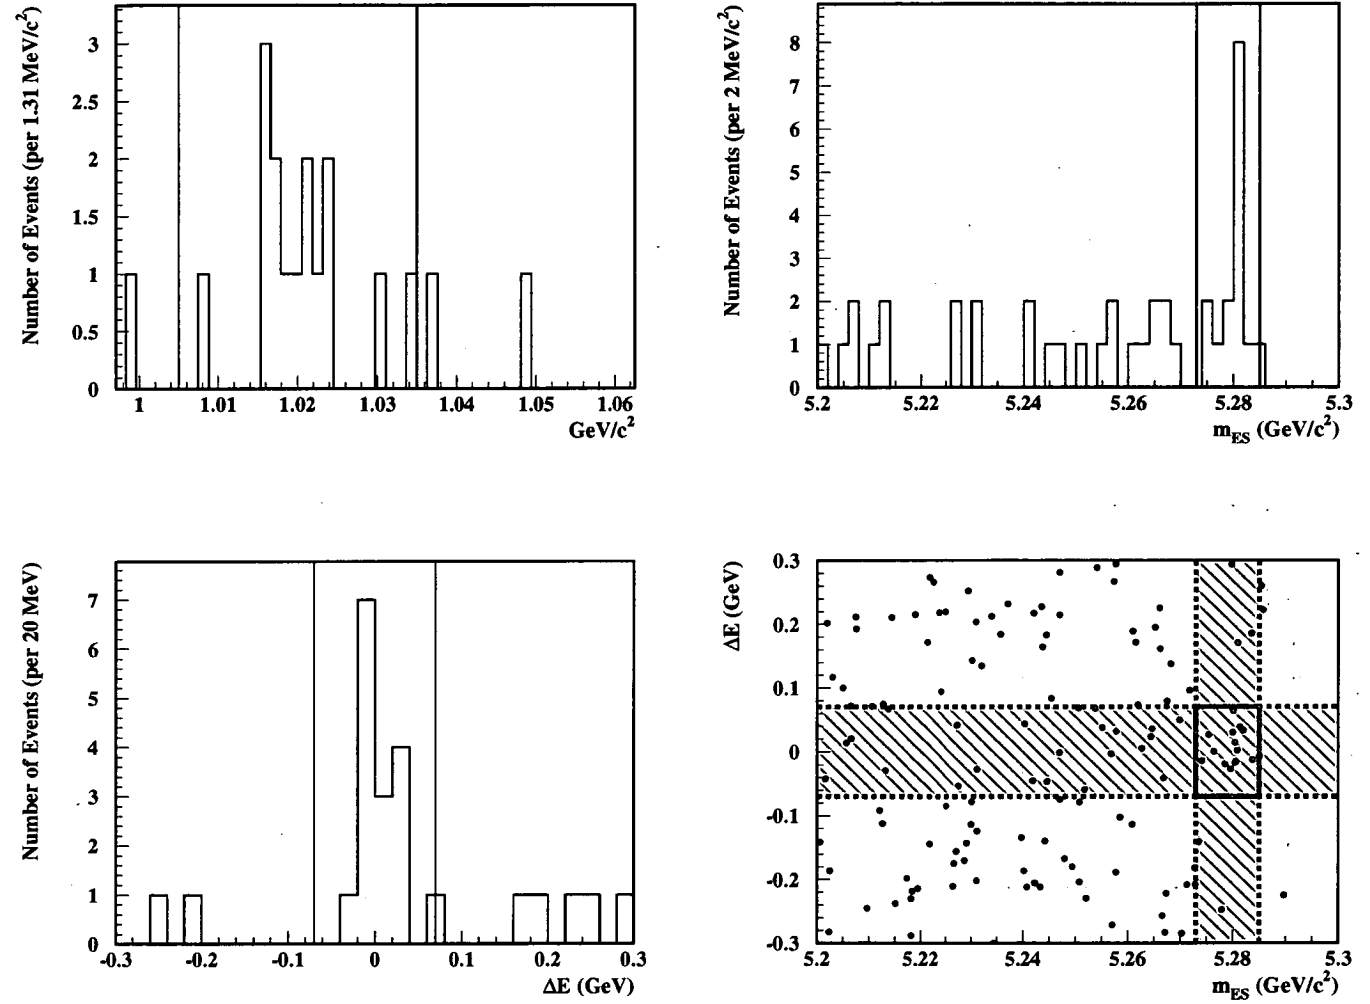 Number of Events (per 1.31 MeV/c2)
3
2.5
2
1.5
1
0.5
0
1 1.01 1.02 1.03 1.04 1.05 1.06
GeV/c2
Number of Events (per 2 MeV/c2)
8
7
6
5
4
3
2
1
0
5.2 5.22 5.24 5.26 5.28 5.3
mES (GeV/c2)
Number of Events (per 20 MeV)
7
6
5
4
3
2
1
0
-0.3 -0.2 -0.1 0 0.1 0.2 0.3
ΔE (GeV)
ΔE (GeV)
0.3
0.2
0.1
0
-0.1
-0.2
-0.3
5.2 5.22 5.24 5.26 5.28 5.3
mES (GeV/c2)